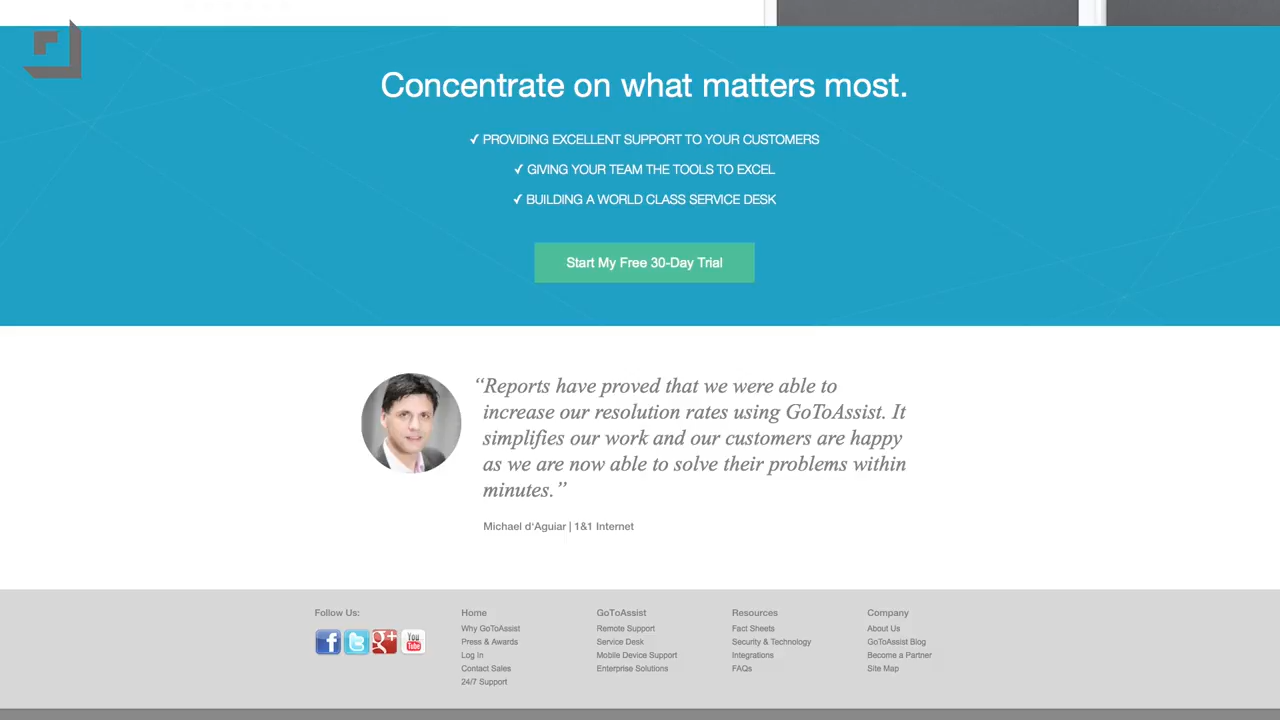 Concentrate on what matters most.
✓ PROVIDING EXCELLENT SUPPORT TO YOUR CUSTOMERS
✓ GIVING YOUR TEAM THE TOOLS TO EXCEL
✓ BUILDING A WORLD CLASS SERVICE DESK
Start My Free 30-Day Trial
“Reports have proved that we were able to
increase our resolution rates using GoToAssist. It
simplifies our work and our customers are happy
as we are now able to solve their problems within
minutes.”
Michael d'Aguiar | 1&1 Internet
Follow Us:
f
g+
You
Tube
Home
Why GoToAssist
Press & Awards
Log In
Contact Sales
24/7 Support
GoToAssist
Remote Support
Service Desk
Mobile Device Support
Enterprise Solutions
Resources
Fact Sheets
Security & Technology
Integrations
FAQs
Company
About Us
GoToAssist Blog
Become a Partner
Site Map